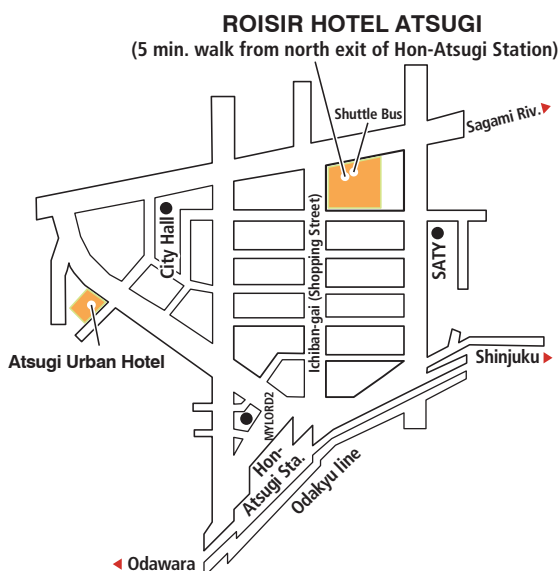 ROISIR HOTEL ATSUGI
(5 min. walk from north exit of Hon-Atsugi Station)
Shuttle Bus
Sagami Riv.
City Hall
Ichiban-gai (Shopping Street)
SATY
Atsugi Urban Hotel
Shinjuku
MYLORD2
Hon-
Atsugi Sta.
Odakyu line
Odawara